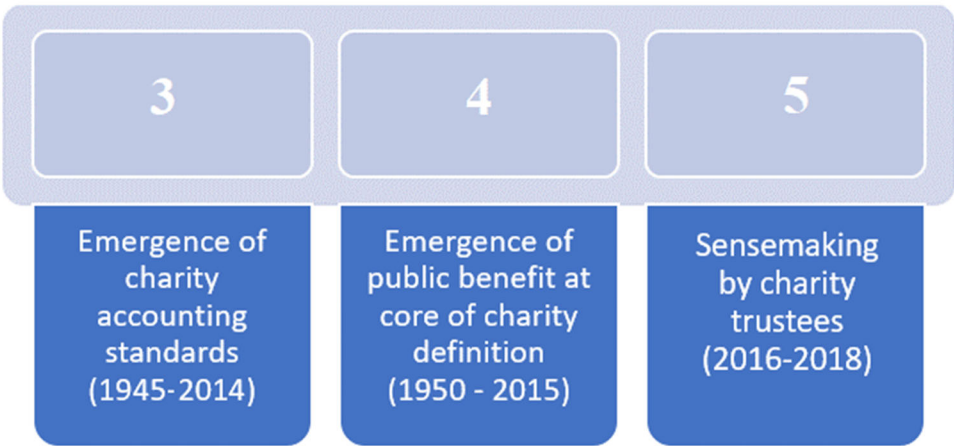 3
4
5
Emergence of
charity
accounting
standards
(1945-2014)
Emergence of
public benefit at
core of charity
definition
(1950 - 2015)
Sensemaking
by charity
trustees
(2016-2018)